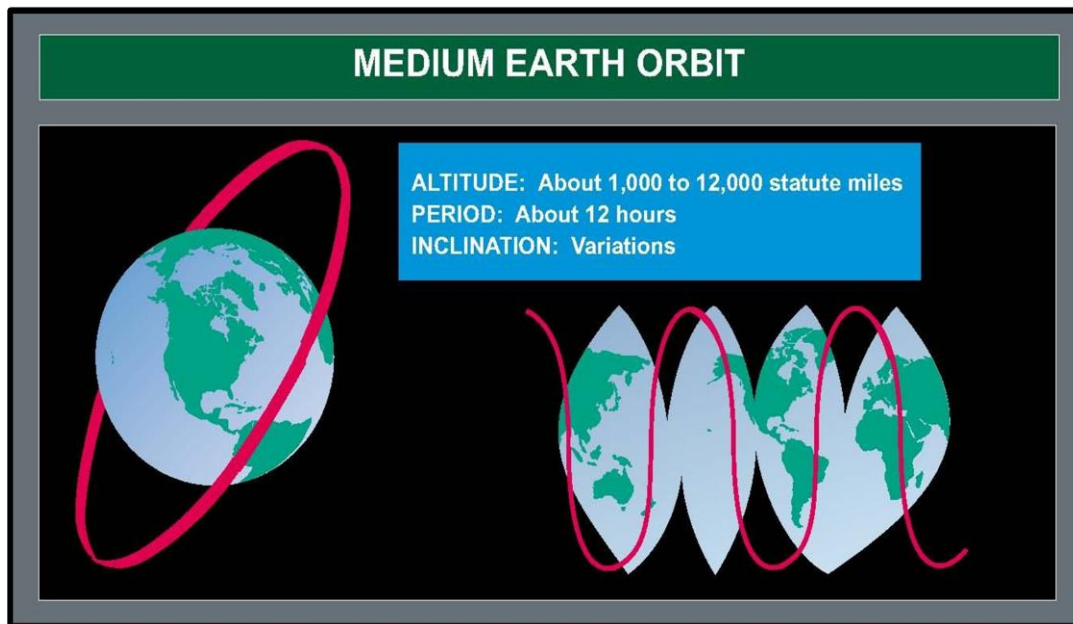 MEDIUM EARTH ORBIT
ALTITUDE: About 1,000 to 12,000 statute miles
PERIOD: About 12 hours
INCLINATION: Variations